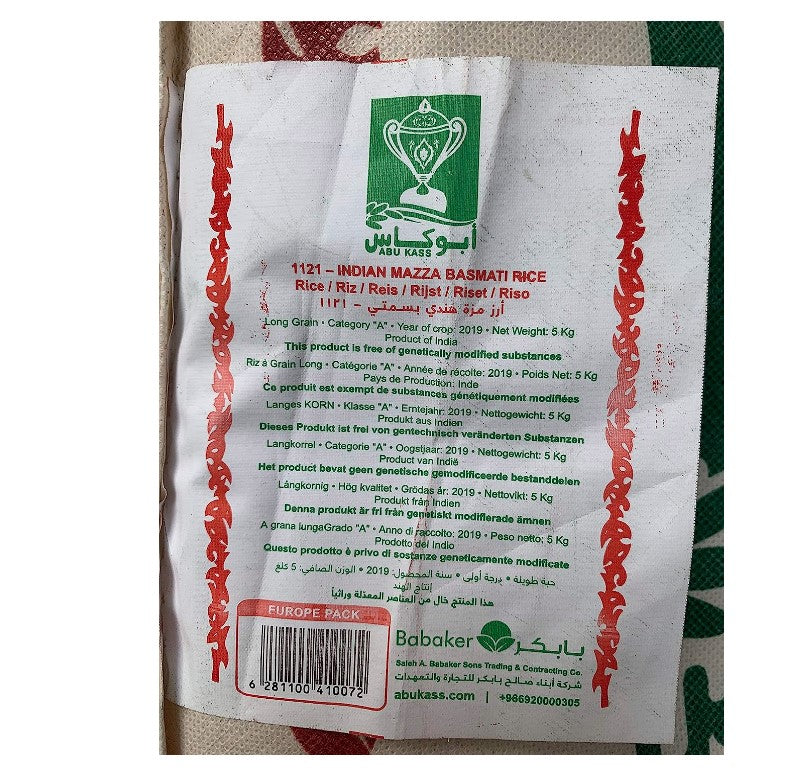 أبوكاس
ABU KASS
1121 – INDIAN MAZZA BASMATI RICE
Rice / Riz / Reis / Rijst / Riset / Riso
أرز مزة هندي بسمتي - ١١٢١
Long Grain • Category "A" • Year of crop: 2019 • Net Weight: 5 Kg
Product of India
This product is free of genetically modified substances
Riz à Grain Long • Catégorie "A" • Année de récolte: 2019 • Poids Net: 5 Kg
Pays de Production: Inde
Ce produit est exempt de substances génétiquement modifiées
Langes KORN • Klasse "A" • Erntejahr: 2019 • Nettogewicht: 5 Kg
Produkt aus Indien
Dieses Produkt ist frei von gentechnisch veränderten Substanzen
Langkorrel • Categorie "A" • Oogstjaar: 2019 • Nettogewicht: 5 Kg
Product van Indië
Het product bevat geen genetische gemodificeerde bestanddelen
Långkornig • Hög kvalitet • Grödas år: 2019 • Nettovikt: 5 Kg
Produkt från Indien
Denna produkt är fri från genetiskt modifierade ämnen
A grana lungaGrado "A" • Anno di raccolto: 2019 • Peso netto: 5 Kg
Prodotto del Indio
Questo prodotto è privo di sostanze geneticamente modificate
حبة طويلة • درجة أولى • سنة المحصول: 2019 • الوزن الصافي: 5 كلغ
إنتاج الهند
هذا المنتج خال من العناصر المعدلة وراثياً
EUROPE PACK
6 281100 410072
Babaker بابكر
Saleh A. Babaker Sons Trading & Contracting Co.
شركة أبناء صالح بابكر للتجارة والتعهدات
abukass.com | +966920000305